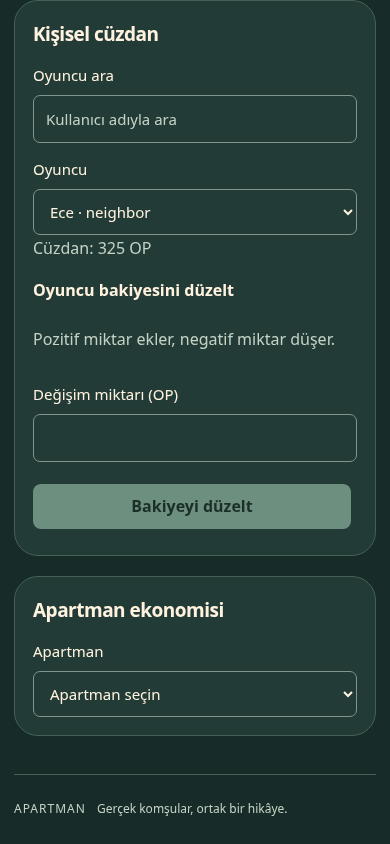 Kişisel cüzdan
Oyuncu ara
Kullanıcı adıyla ara
Oyuncu
Ece · neighbor
Cüzdan: 325 OP
Oyuncu bakiyesini düzelt
Pozitif miktar ekler, negatif miktar düşer.
Değişim miktarı (OP)
Bakiyeyi düzelt
Apartman ekonomisi
Apartman
Apartman seçin
APARTMAN Gerçek komşular, ortak bir hikâye.